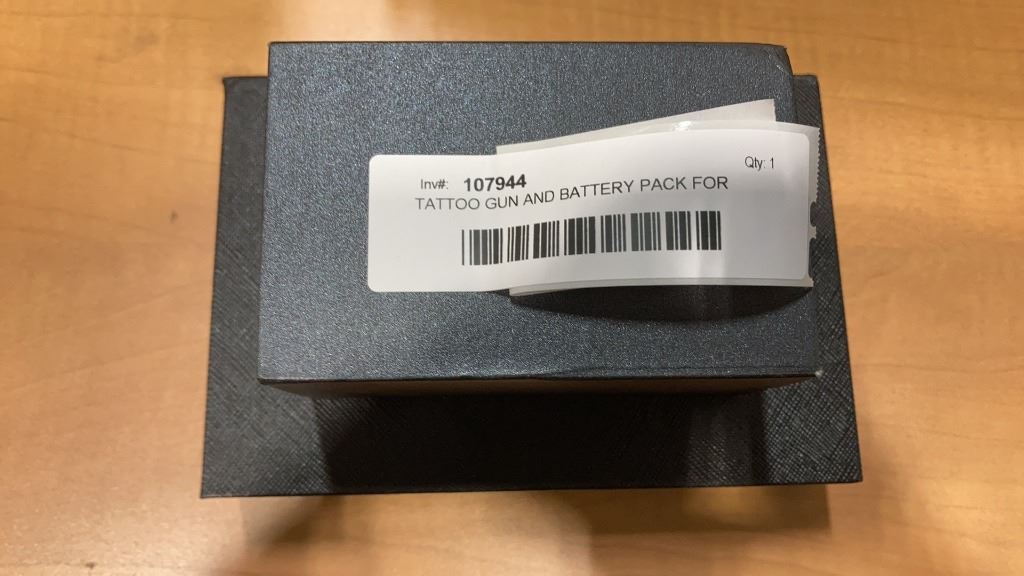 Qty: 1
Inv#: 107944
TATTOO GUN AND BATTERY PACK FOR